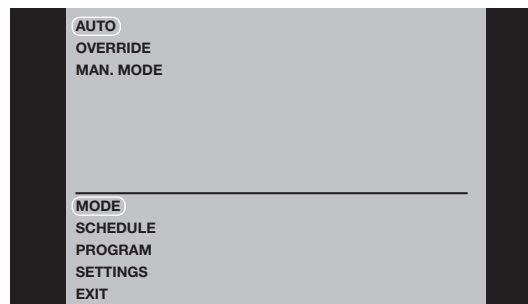 AUTO
OVERRIDE
MAN. MODE
MODE
SCHEDULE
PROGRAM
SETTINGS
EXIT